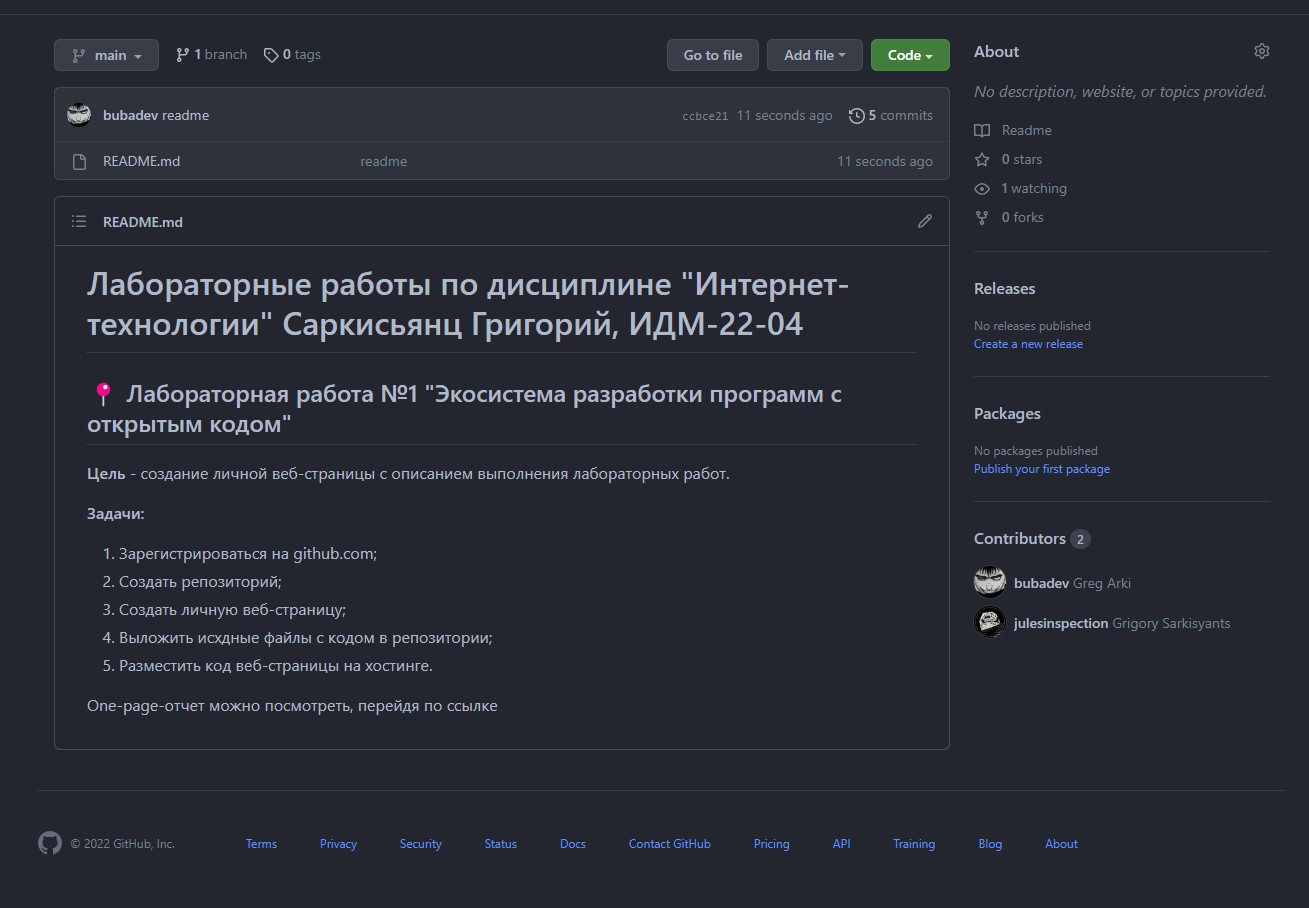 main
1 branch
0 tags
Go to file
Add file
Code
bubadev readme
ccbce21 11 seconds ago
5 commits
README.md readme 11 seconds ago
README.md
Лабораторные работы по дисциплине "Интернет-
технологии" Саркисьянц Григорий, ИДМ-22-04
📍 Лабораторная работа №1 "Экосистема разработки программ с
открытым кодом"
Цель - создание личной веб-страницы с описанием выполнения лабораторных работ.
Задачи:
1. Зарегистрироваться на github.com;
2. Создать репозиторий;
3. Создать личную веб-страницу;
4. Выложить исхдные файлы с кодом в репозитории;
5. Разместить код веб-страницы на хостинге.
One-page-отчет можно посмотреть, перейдя по ссылке
About
No description, website, or topics provided.
Readme
0 stars
1 watching
0 forks
Releases
No releases published
Create a new release
Packages
No packages published
Publish your first package
Contributors 2
bubadev Greg Arki
julesinspection Grigory Sarkisyants
© 2022 GitHub, Inc.
Terms
Privacy
Security
Status
Docs
Contact GitHub
Pricing
API
Training
Blog
About